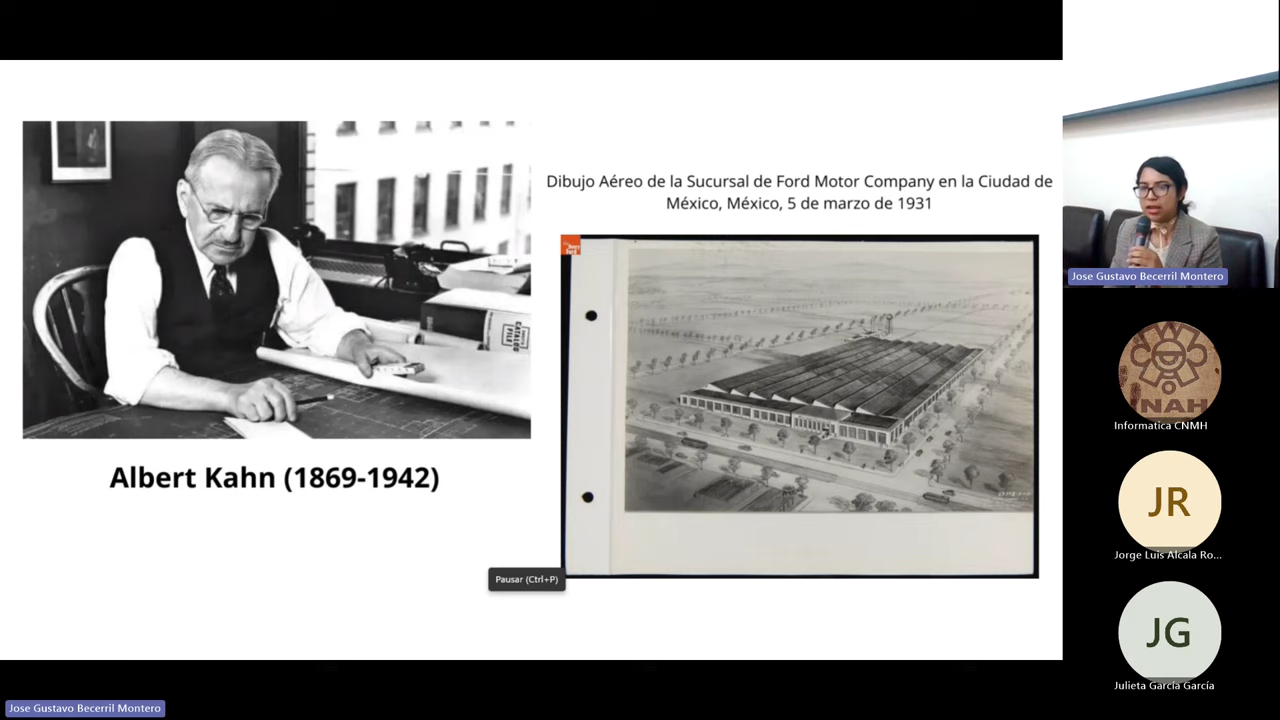 Dibujo Aéreo de la Sucursal de Ford Motor Company en la Ciudad de
México, México, 5 de marzo de 1931
Albert Kahn (1869-1942)
Pausar (Ctrl+P)
Jose Gustavo Becerril Montero
INAH
Informatica CNMH
JR
Jorge Luis Alcala Ro...
JG
Julieta García García
Jose Gustavo Becerril Montero